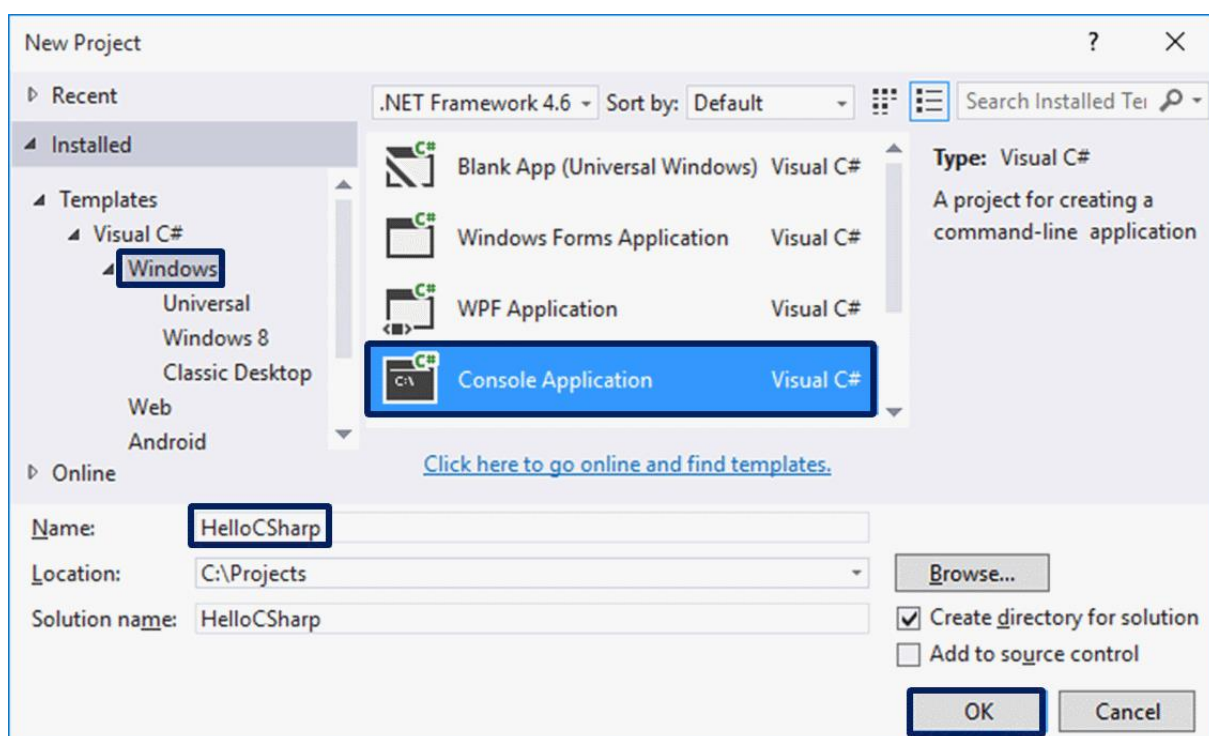 New Project ? ×
Recent
.NET Framework 4.6 Sort by: Default Search Installed Te
Installed
Templates
Visual C#
Windows
Universal
Windows 8
Classic Desktop
Web
Android
Online
C# Blank App (Universal Windows) Visual C#
C# Windows Forms Application Visual C#
C# WPF Application Visual C#
C# C:\ Console Application Visual C#
Click here to go online and find templates.
Type: Visual C#
A project for creating a
command-line application
Name: HelloCSharp
Location: C:\Projects Browse...
Solution name: HelloCSharp Create directory for solution
Add to source control
OK Cancel